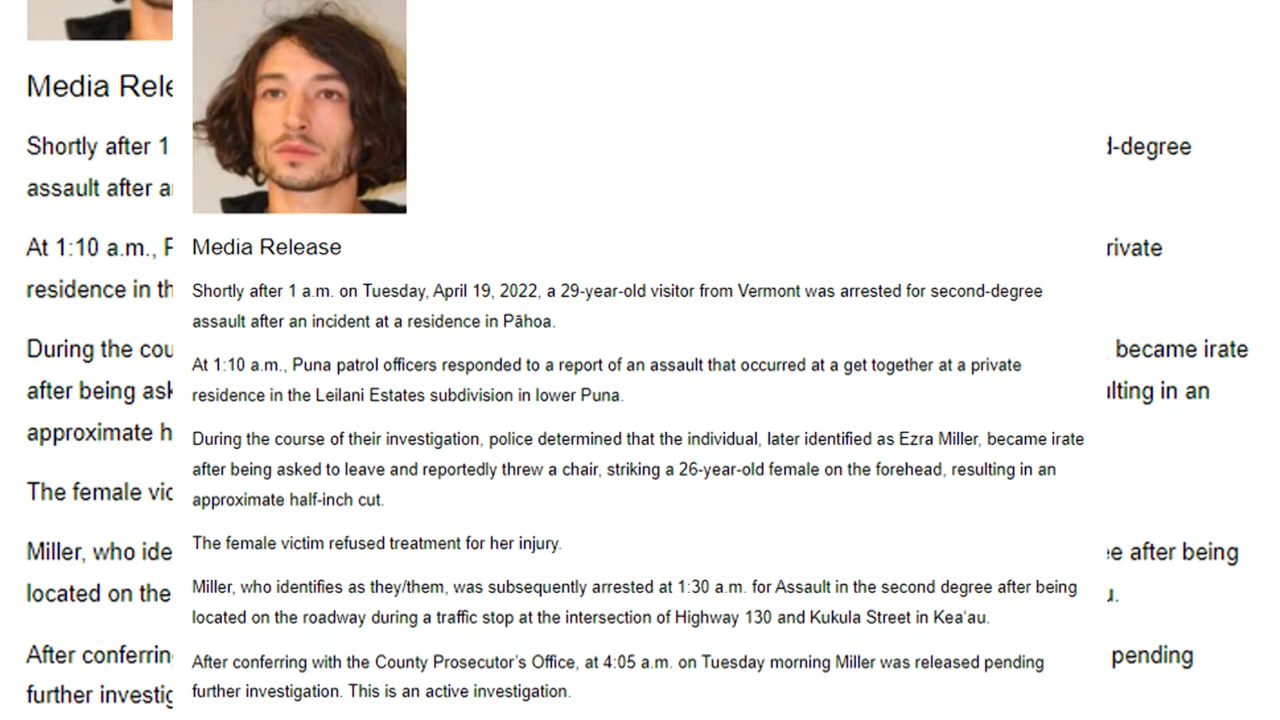 Media Release
Shortly after 1 a.m. on Tuesday, April 19, 2022, a 29-year-old visitor from Vermont was arrested for second-degree
assault after an incident at a residence in Pāhoa.
At 1:10 a.m., Puna patrol officers responded to a report of an assault that occurred at a get together at a private
residence in the Leilani Estates subdivision in lower Puna.
During the course of their investigation, police determined that the individual, later identified as Ezra Miller, became irate
after being asked to leave and reportedly threw a chair, striking a 26-year-old female on the forehead, resulting in an
approximate half-inch cut.
The female victim refused treatment for her injury.
Miller, who identifies as they/them, was subsequently arrested at 1:30 a.m. for Assault in the second degree after being
located on the roadway during a traffic stop at the intersection of Highway 130 and Kukula Street in Keaʻau.
After conferring with the County Prosecutor's Office, at 4:05 a.m. on Tuesday morning Miller was released pending
further investigation. This is an active investigation.
Media Rele
Shortly after 1
assault after
At 1:10 a.m.,
residence in th
During the cou
after being ask
approximate h
The female vic
Miller, who ide
located on the
After conferrin
further investig
-degree
rivate
became irate
lting in an
e after being
pending